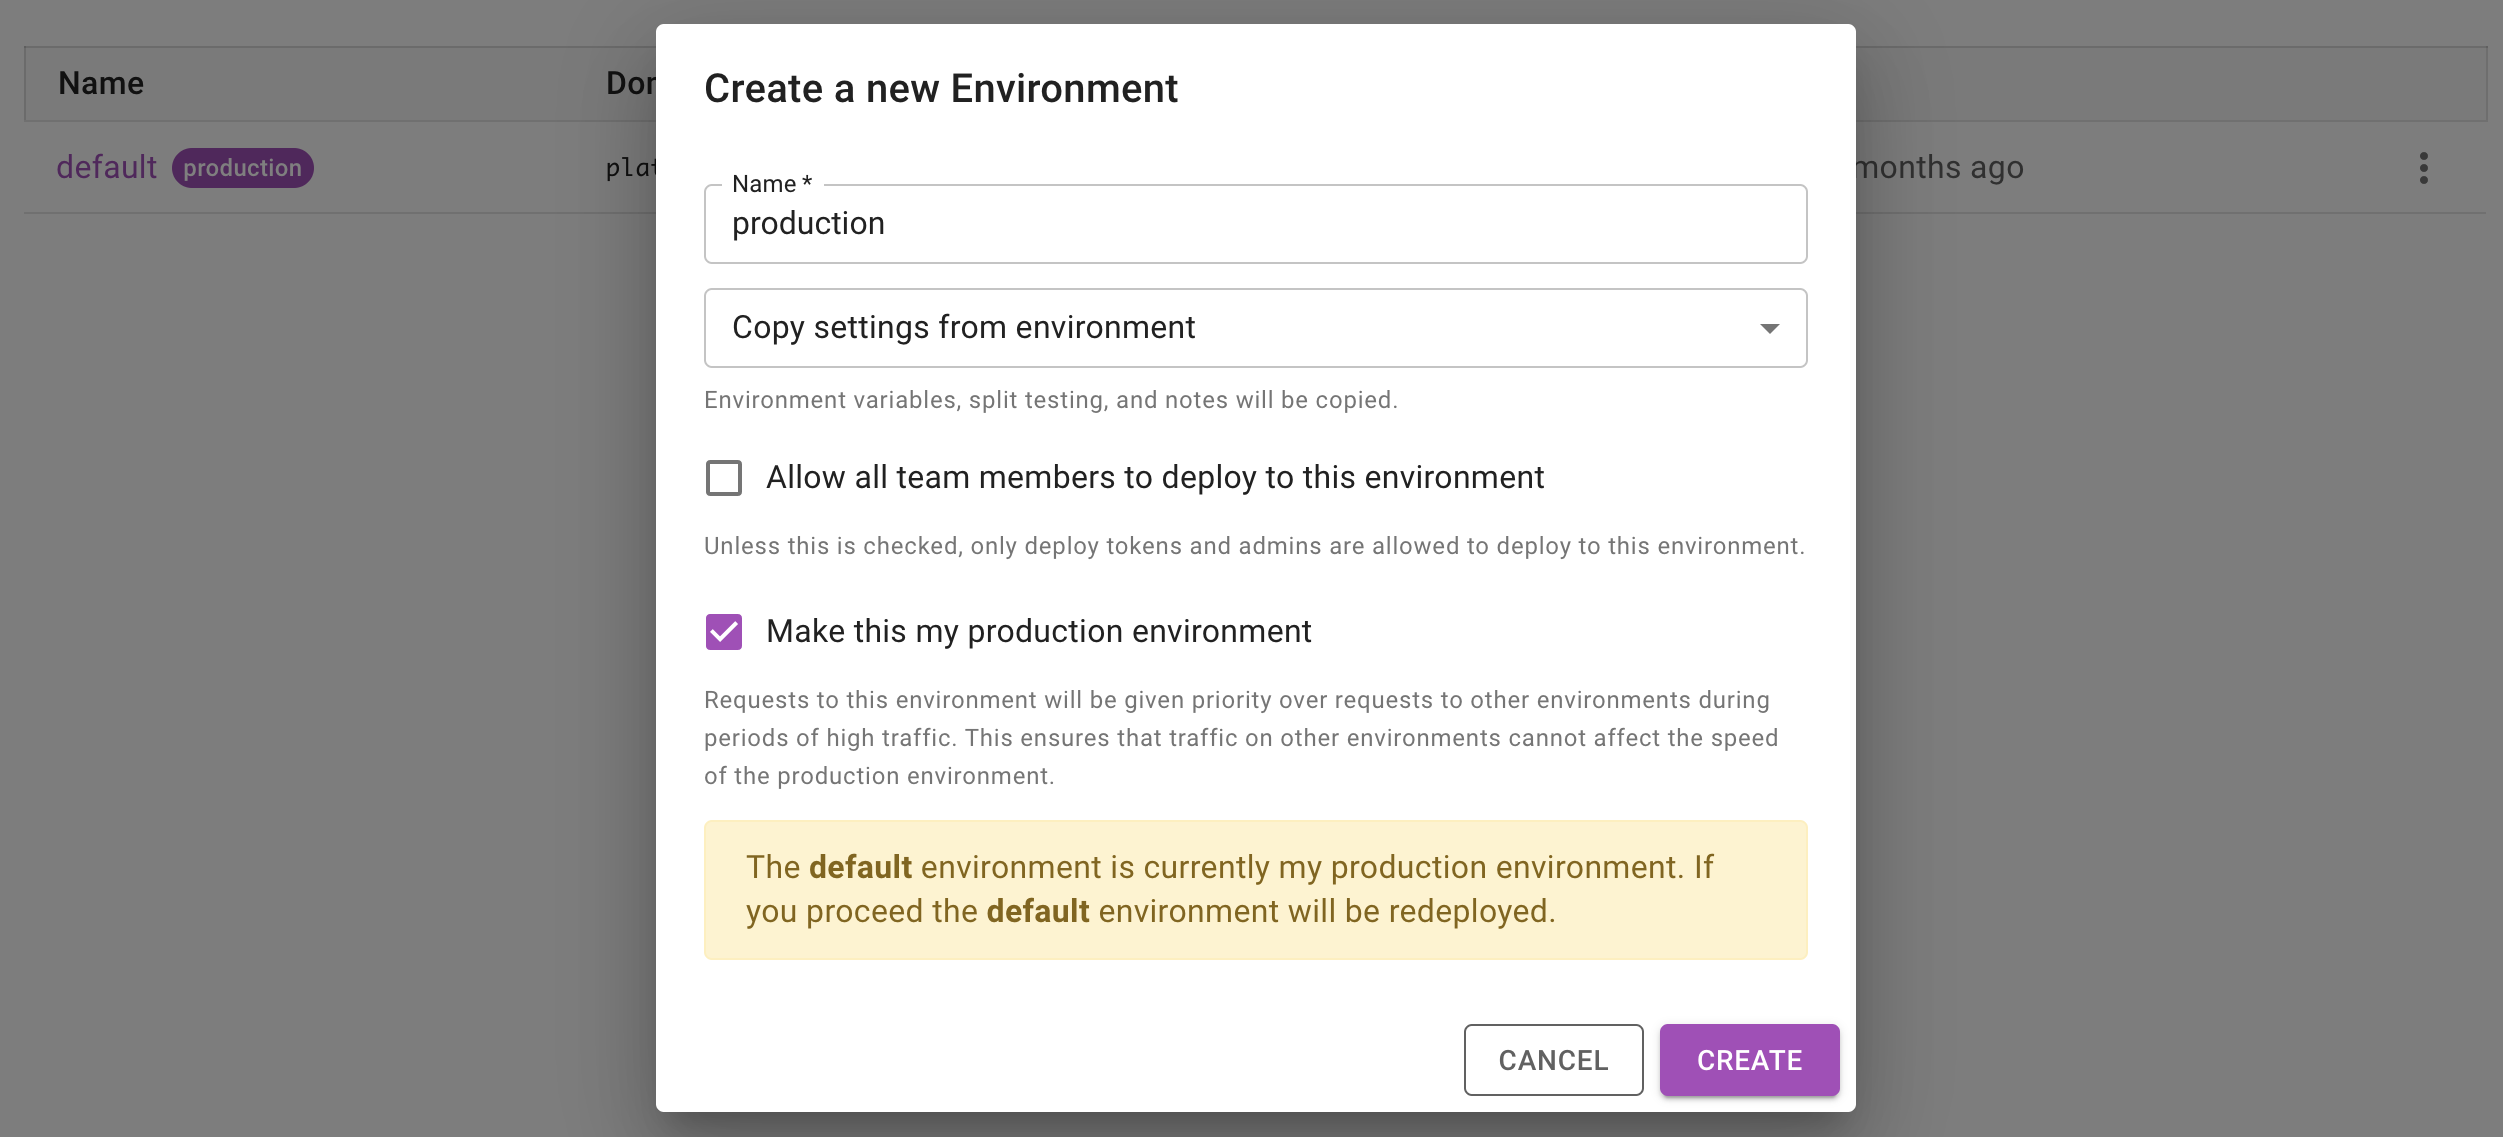 Create a new Environment
Name
default production
months ago
Name *
production
Copy settings from environment
Environment variables, split testing, and notes will be copied.
Allow all team members to deploy to this environment
Unless this is checked, only deploy tokens and admins are allowed to deploy to this environment.
Make this my production environment
Requests to this environment will be given priority over requests to other environments during
periods of high traffic. This ensures that traffic on other environments cannot affect the speed
of the production environment.
The default environment is currently my production environment. If
you proceed the default environment will be redeployed.
CANCEL CREATE